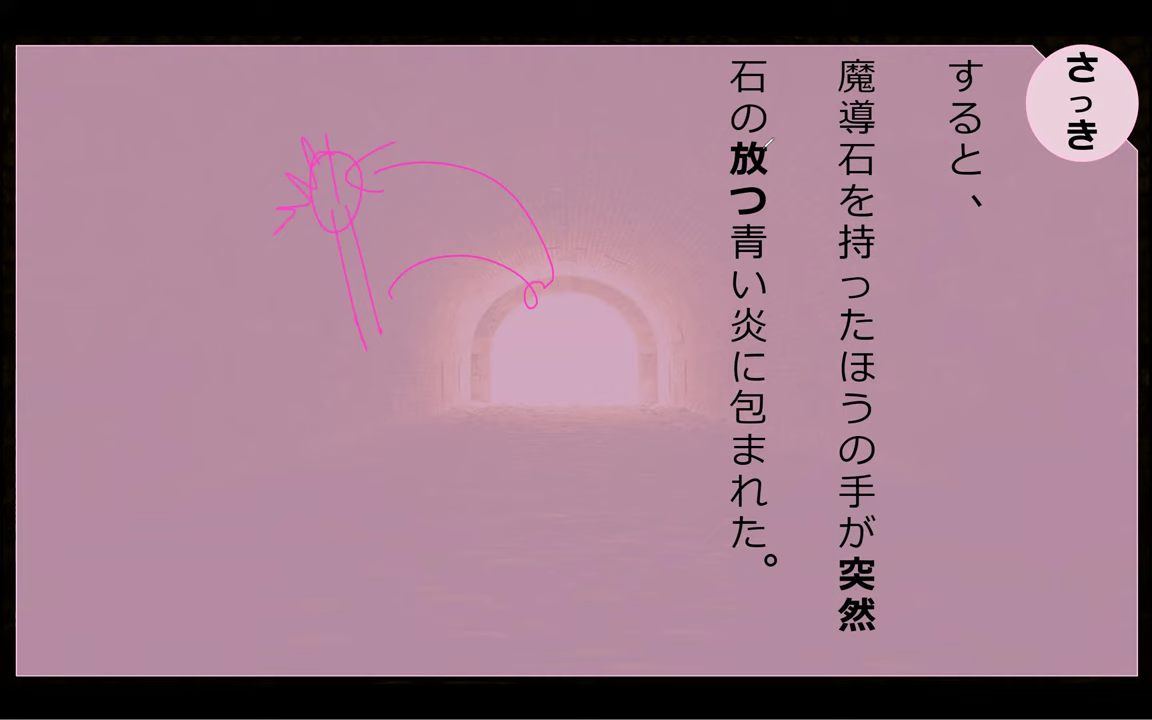 さっき
すると、
魔導石を持ったほうの手が突然
石の放つ青い炎に包まれた。